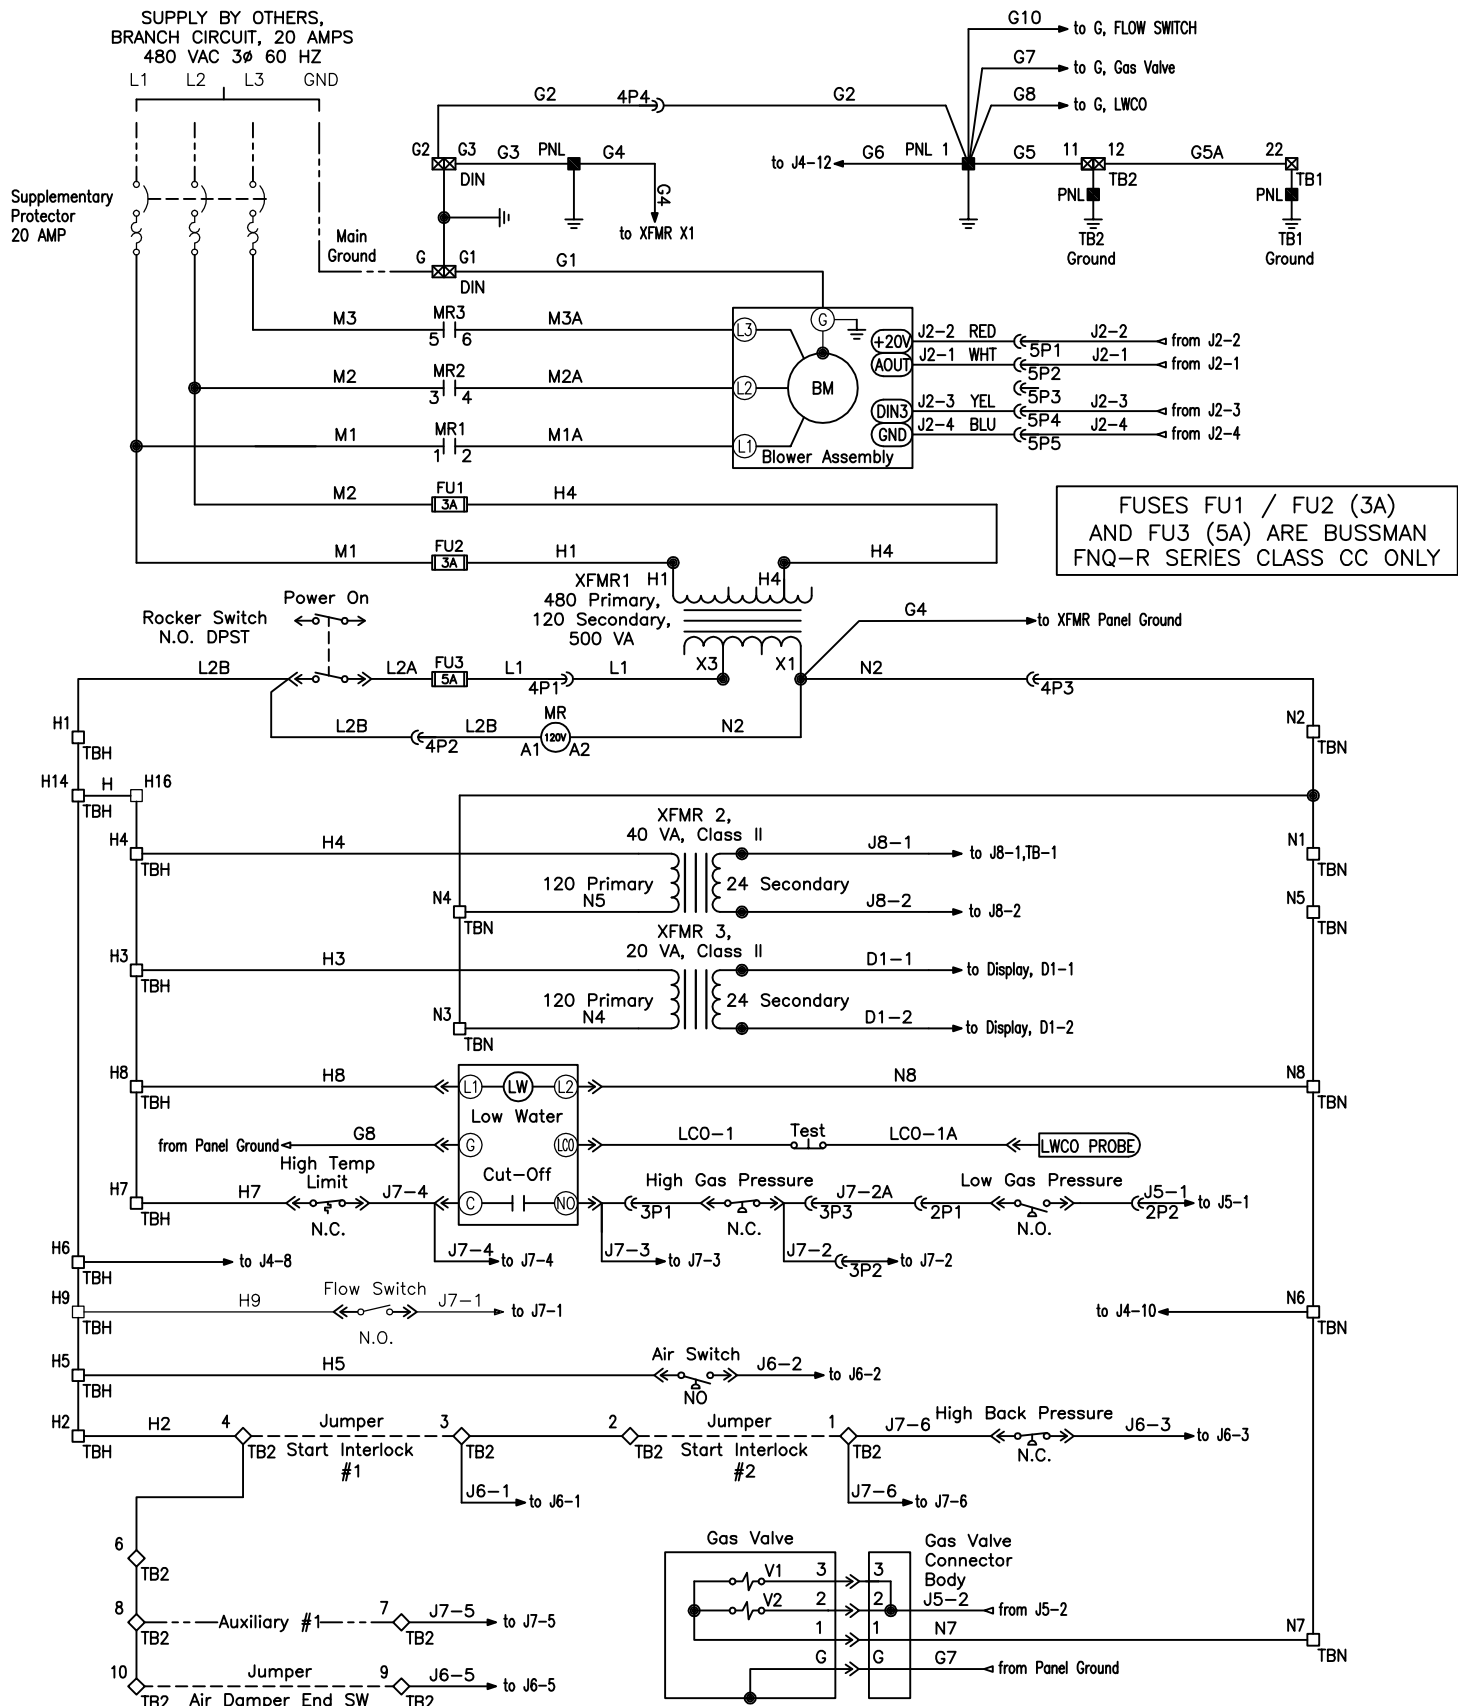 SUPPLY BY OTHERS,
BRANCH CIRCUIT, 20 AMPS
480 VAC 3ø 60 HZ
L1 L2 L3 GND
G10 to G, FLOW SWITCH
G7 to G, Gas Valve
G2 4P4 G2 G8 to G, LWCO
G2 G3 G3 PNL G4 to J4-12 G6 PNL 1 G5 11 12 G5A 22
DIN TB2 TB1
G4 PNL PNL
Supplementary
Protector
20 AMP
to XFMR X1
TB2
Ground
TB1
Ground
Main
Ground
G G1 G1
DIN
M3 MR3 M3A L3 G
5 6
+20V J2-2 RED J2-2 from J2-2
5P1
AOUT J2-1 WHT J2-1 from J2-1
5P2
M2 MR2 M2A L2 BM
3 4
5P3
DIN3 J2-3 YEL J2-3 from J2-3
5P4
GND J2-4 BLU J2-4 from J2-4
5P5
M1 MR1 M1A L1
1 2
Blower Assembly
M2 FU1 H4
3A
FUSES FU1 / FU2 (3A)
AND FU3 (5A) ARE BUSSMAN
FNQ-R SERIES CLASS CC ONLY
M1 FU2 H1 H4
3A
XFMR1 H1 H4
480 Primary,
120 Secondary,
500 VA
Power On
Rocker Switch
N.O. DPST
G4 to XFMR Panel Ground
L2B L2A FU3 L1 L1 X3 X1 N2
5A 4P1 4P3
L2B L2B MR N2
4P2 A1 120V A2
H1 N2
TBH TBN
H14 H H16
TBH
XFMR 2,
40 VA, Class II
H4 H4 J8-1 to J8-1,TB-1 N1
TBH TBN
120 Primary 24 Secondary
N4 N5 J8-2 to J8-2 N5
TBN TBN
XFMR 3,
20 VA, Class II
H3 H3 D1-1 to Display, D1-1
TBH
120 Primary 24 Secondary
N3 N4 D1-2 to Display, D1-2
TBN
H8 H8 L1 LW L2 N8 N8
TBH TBN
Low Water
from Panel Ground G8 G LCO LCO-1 Test LCO-1A LWCO PROBE
High Temp
Limit
Cut-Off High Gas Pressure Low Gas Pressure
H7 H7 J7-4 C NO J7-2A J5-1 to J5-1
TBH N.C. 3P1 N.C. 3P3 2P1 N.O. 2P2
J7-4 to J7-4 J7-3 to J7-3 J7-2 to J7-2
3P2
H6 to J4-8
TBH
Flow Switch
H9 H9 J7-1 to J7-1 to J4-10 N6
TBH N.O. TBN
Air Switch
H5 H5 J6-2 to J6-2
TBH NO
H2 H2 4 Jumper 3 2 Jumper 1 J7-6 High Back Pressure J6-3 to J6-3
TBH TB2 Start Interlock TB2 TB2 Start Interlock TB2 N.C.
#1 #2
J6-1 to J6-1 J7-6 to J7-6
6
TB2
Gas Valve
Gas Valve
Connector
Body
V1 3 3
V2 2 2 J5-2 from J5-2
1 1 N7 N7
TBN
G G G7 from Panel Ground
8 Auxiliary #1 7 J7-5 to J7-5
TB2 TB2
10 Jumper 9 J6-5 to J6-5
TB2 Air Damper End SW TB2